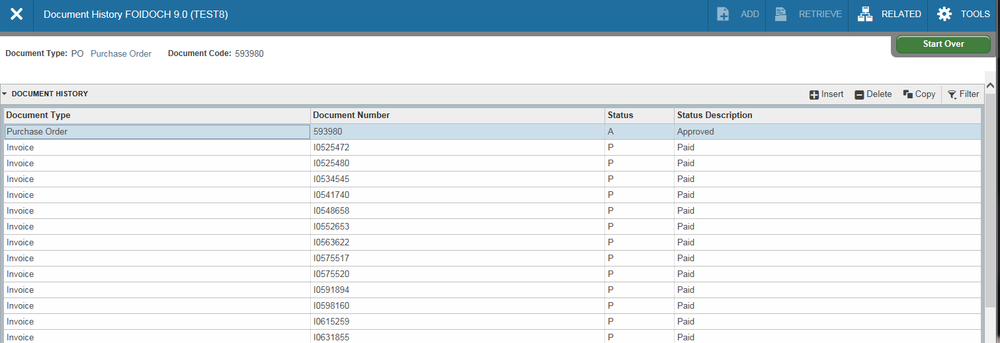 Document History FOIDOCH 9.0 (TEST8) ADD RETRIEVE RELATED TOOLS
Start Over
Document Type: PO Purchase Order Document Code: 593980
DOCUMENT HISTORY Insert Delete Copy Filter
Document Type Document Number Status Status Description
Purchase Order 593980 A Approved
Invoice I0525472 P Paid
Invoice I0525480 P Paid
Invoice I0534545 P Paid
Invoice I0541740 P Paid
Invoice I0548658 P Paid
Invoice I0552653 P Paid
Invoice I0563622 P Paid
Invoice I0575517 P Paid
Invoice I0575520 P Paid
Invoice I0591894 P Paid
Invoice I0598160 P Paid
Invoice I0615259 P Paid
Invoice I0631855 P Paid